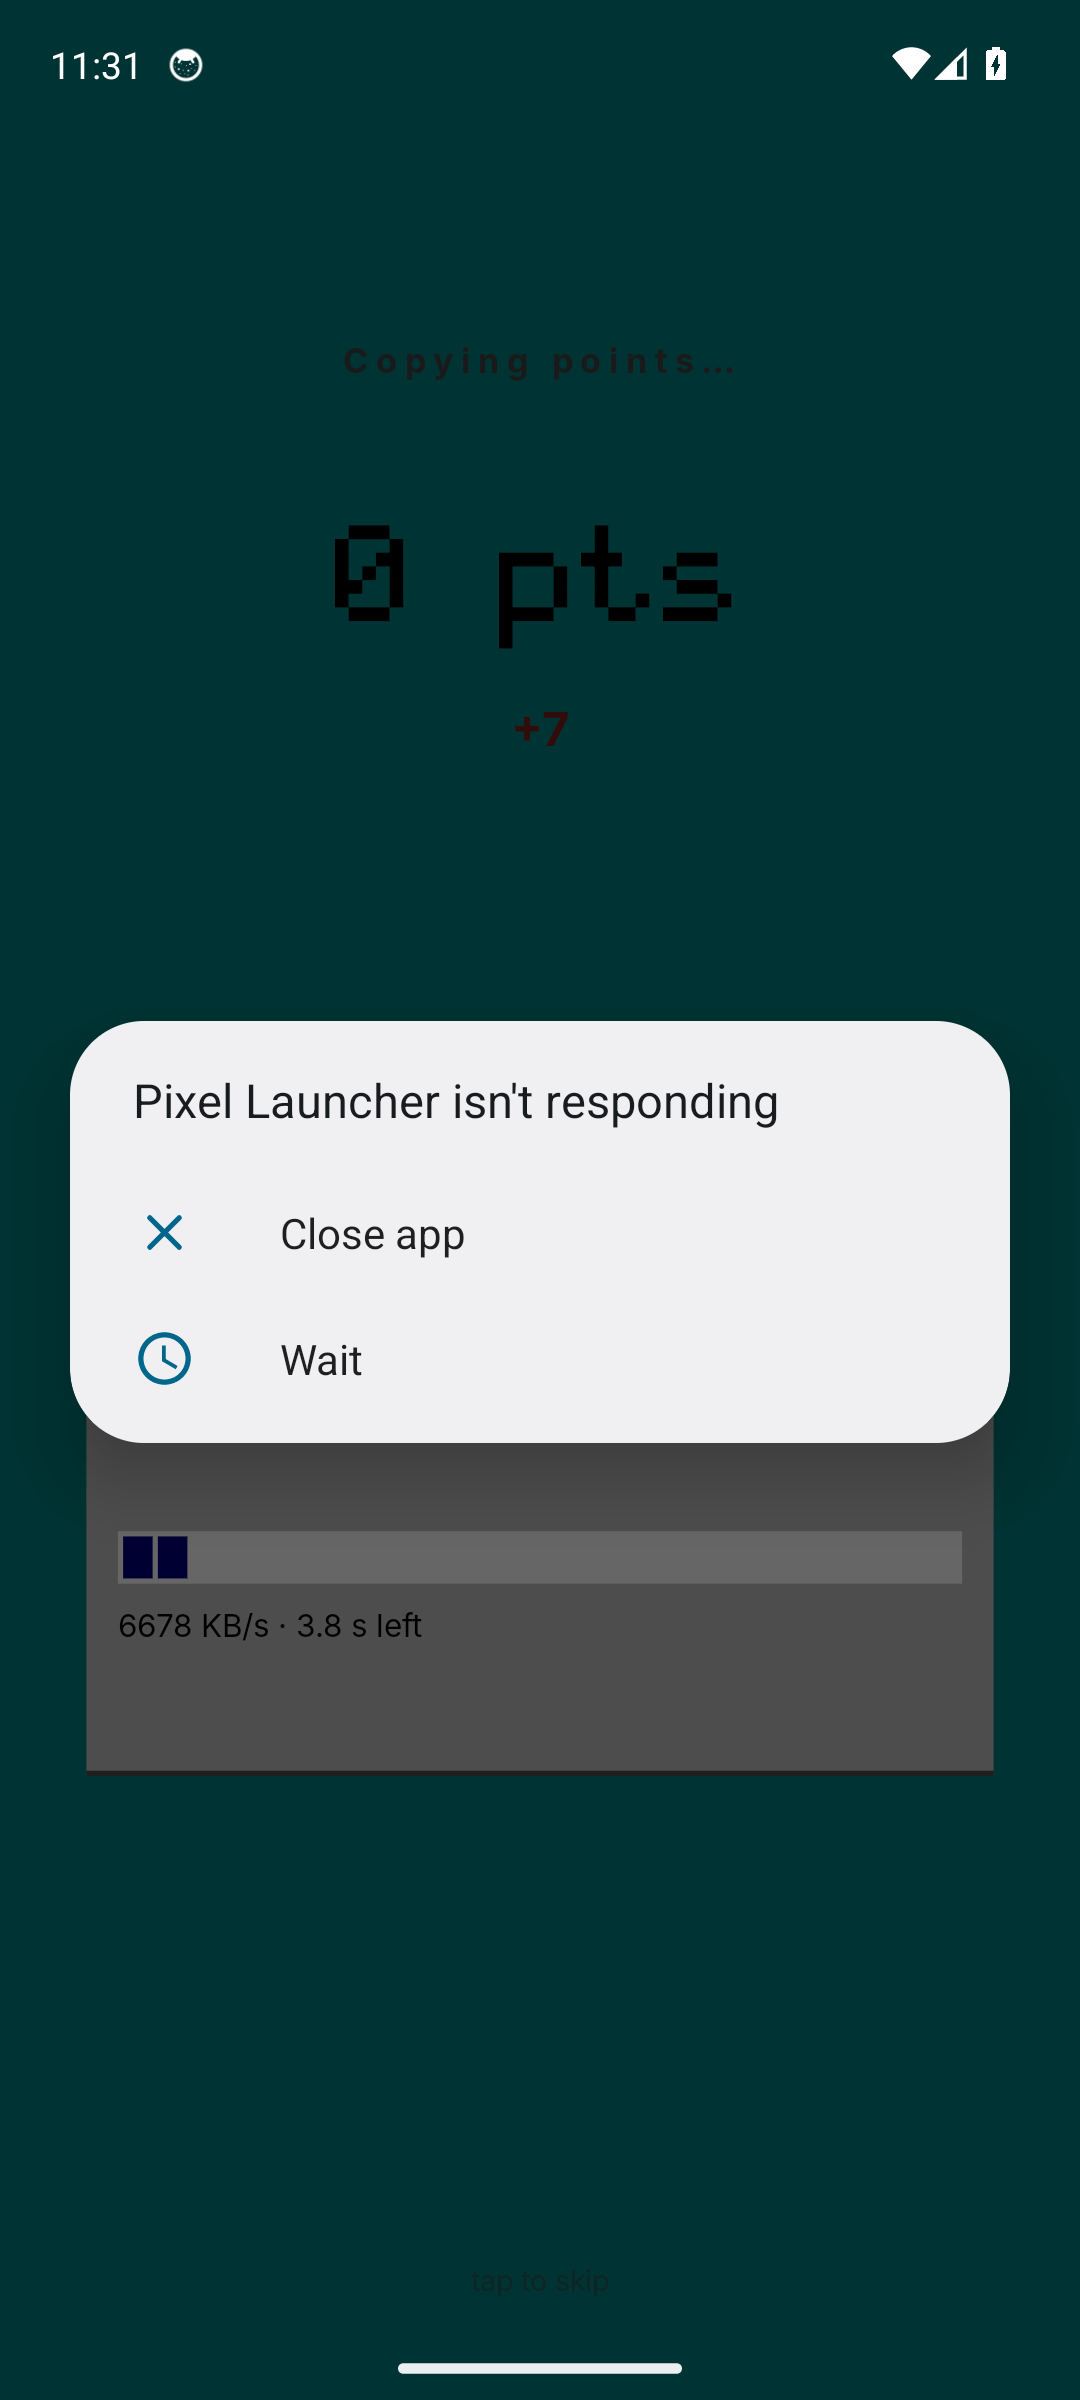 11:31
Copying points...
0 pts
+7
Pixel Launcher isn't responding
Close app
Wait
6678 KB/s · 3.8 s left
tap to skip